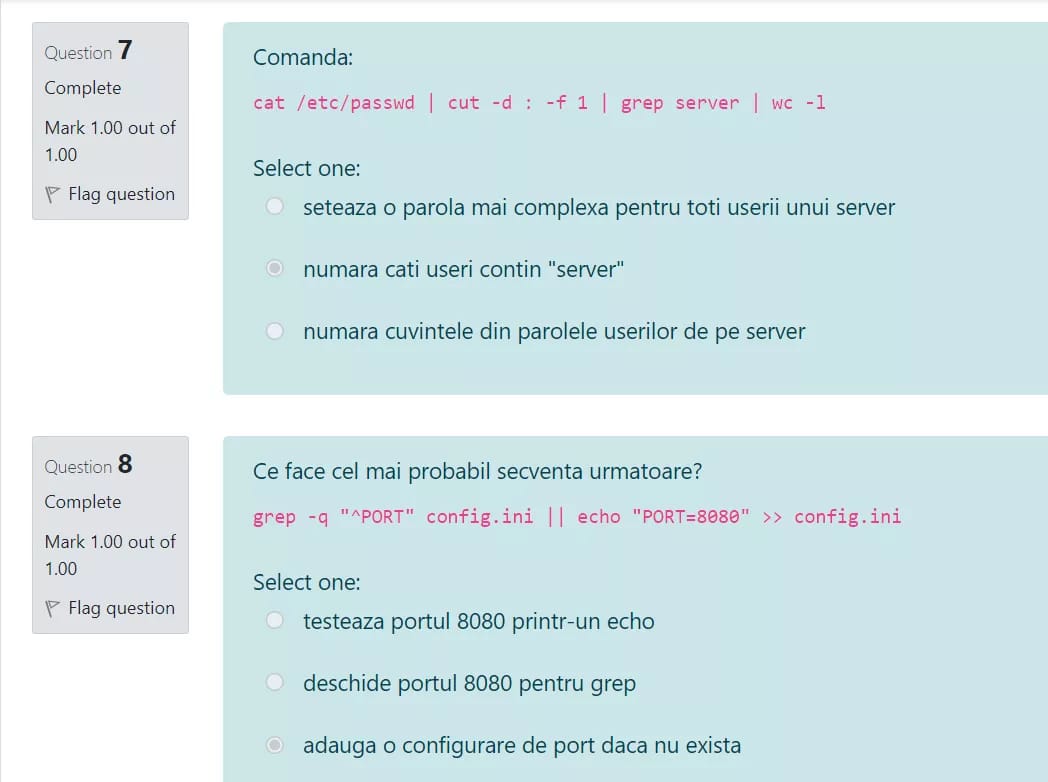 Question 7
Complete
Mark 1.00 out of
1.00
Flag question
Comanda:
cat /etc/passwd | cut -d : -f 1 | grep server | wc -l
Select one:
seteaza o parola mai complexa pentru toti userii unui server
numara cati useri contin "server"
numara cuvintele din parolele userilor de pe server
Question 8
Complete
Mark 1.00 out of
1.00
Flag question
Ce face cel mai probabil secventa urmatoare?
grep -q "^PORT" config.ini || echo "PORT=8080" >> config.ini
Select one:
testeaza portul 8080 printr-un echo
deschide portul 8080 pentru grep
adauga o configurare de port daca nu exista